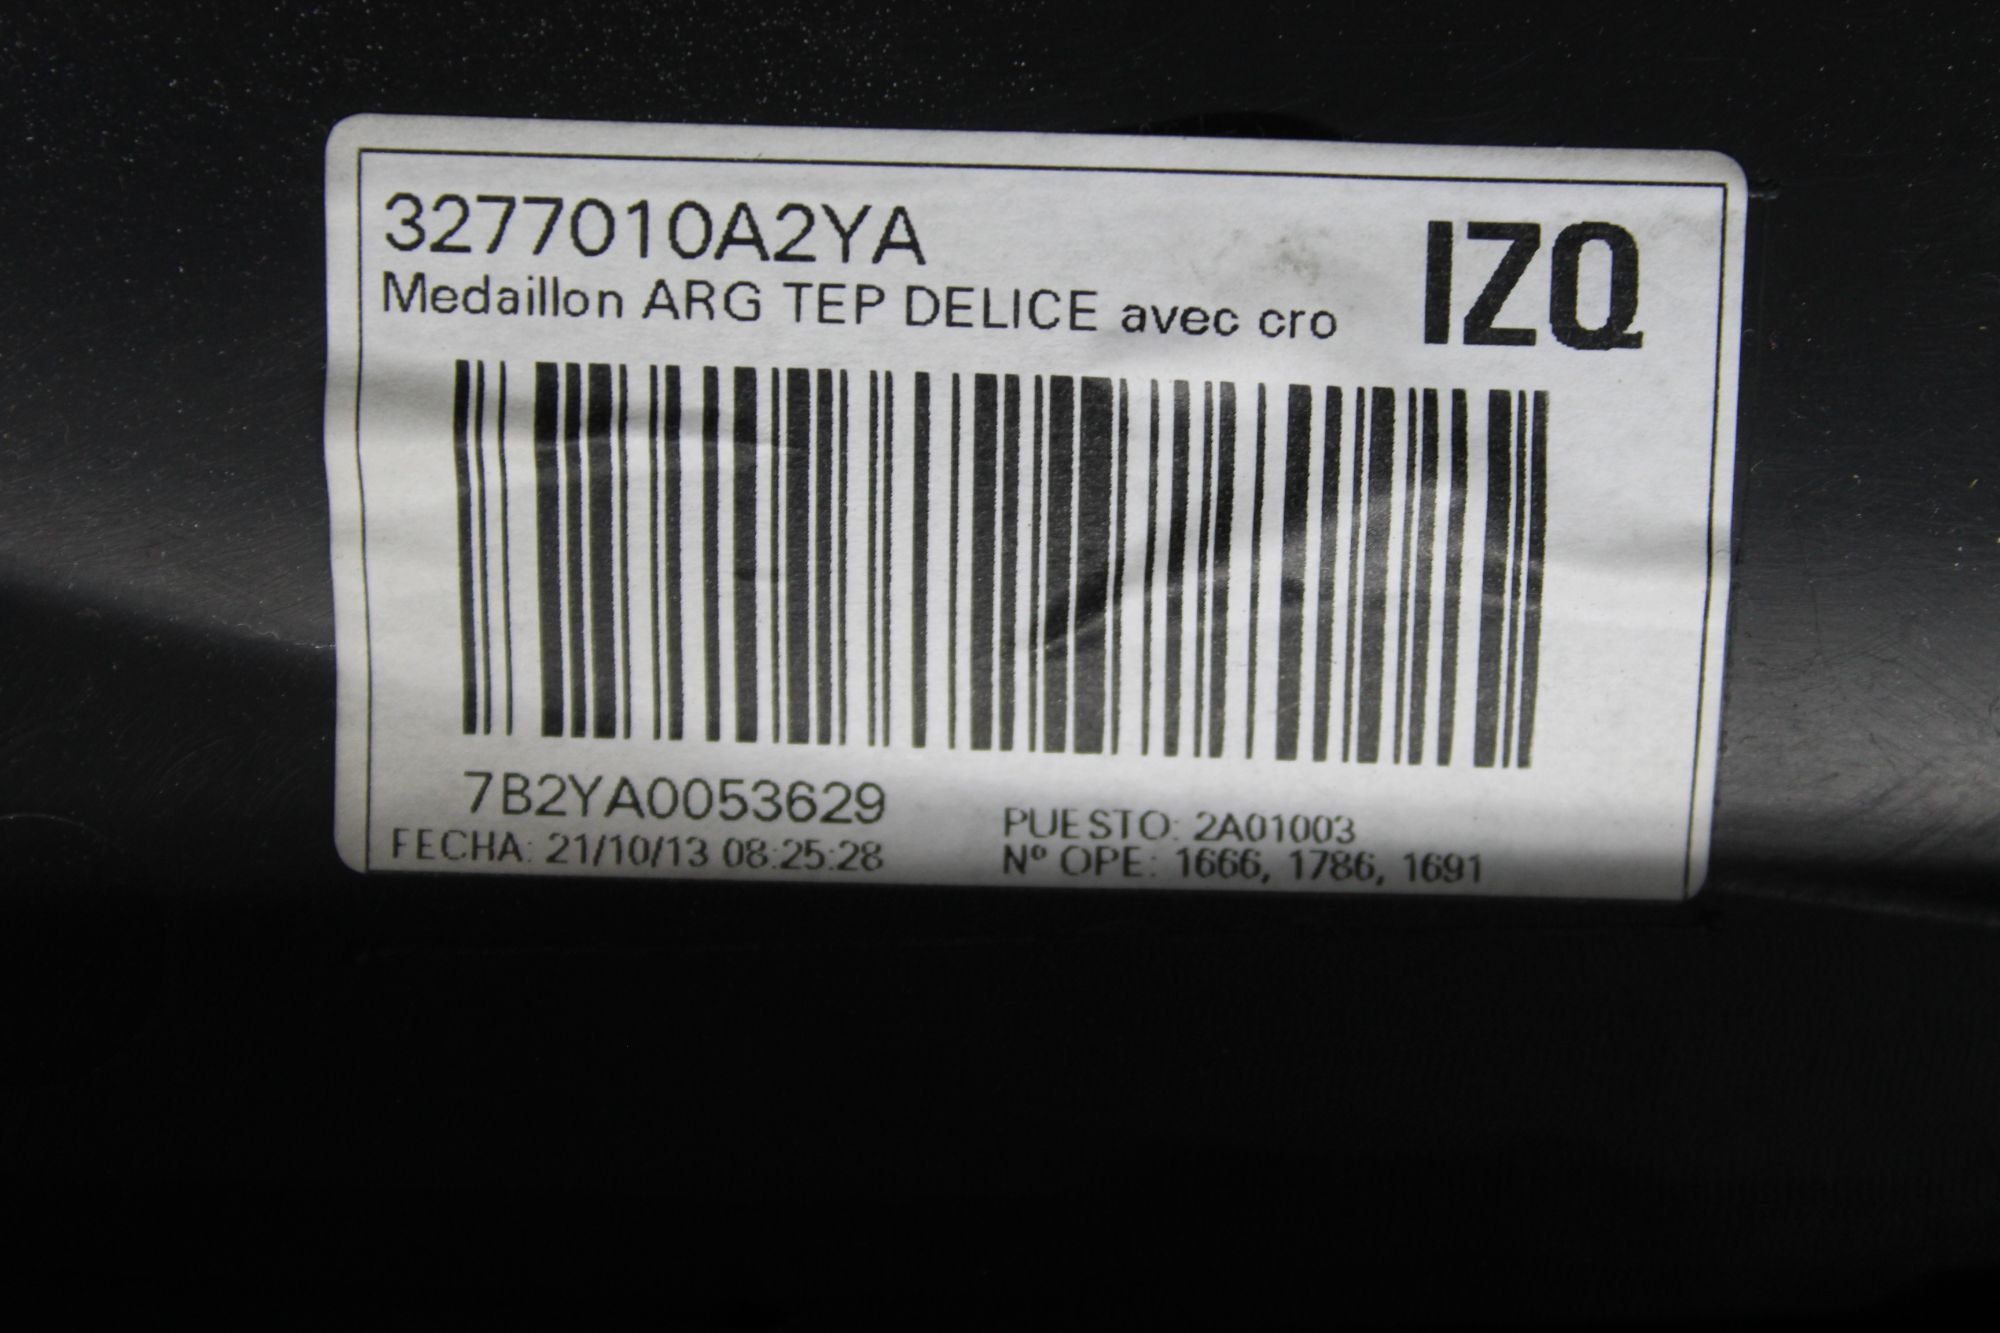 3277010A2YA
IZQ
Medaillon ARG TEP DELICE avec cro
7B2YA0053629
PUESTO: 2A01003
FECHA: 21/10/13 08:25:28
Nº OPE: 1666, 1786, 1691